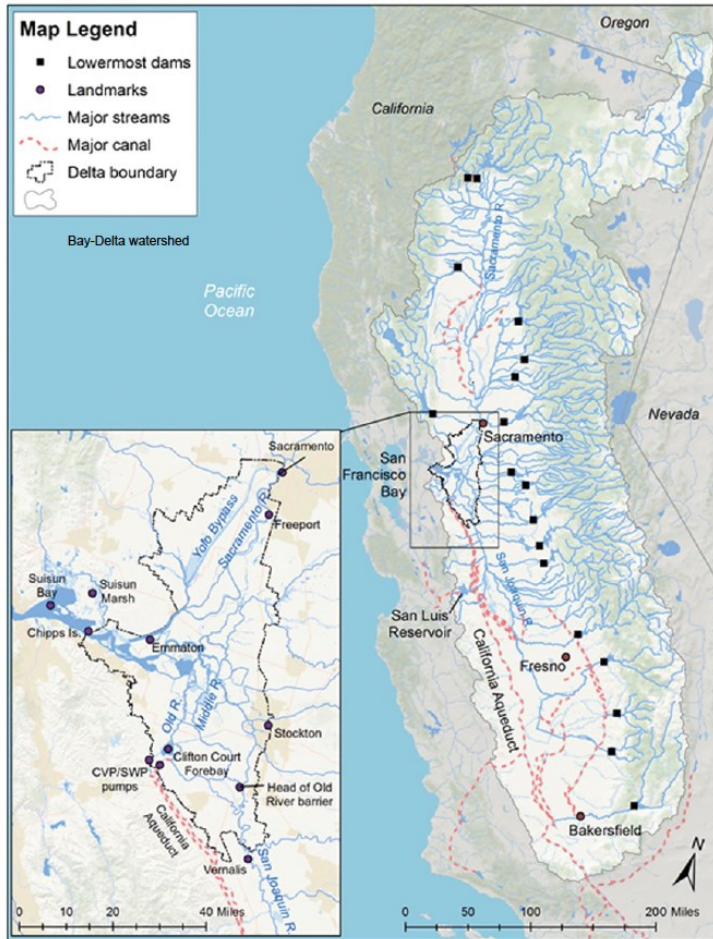 Map Legend
Lowermost dams
Landmarks
Major streams
Major canal
Delta boundary
Bay-Delta watershed
Oregon
California
Sacramento R.
Pacific
Ocean
Nevada
Sacramento
San
Francisco
Bay
San Joaquin R.
San Luis
Reservoir
California Aqueduct
Fresno
Bakersfield
N
0 50 100 200 Miles
Sacramento
Yolo Bypass
Sacramento R.
Freeport
Suisun
Bay
Suisun
Marsh
Chipps Is.
Emmaton
Old R.
Middle R.
Stockton
Clifton Court
Forebay
CVP/SWP
pumps
Head of Old
River barrier
California
Aqueduct
Vernalis
San Joaquin R.
0 10 20 40 Miles